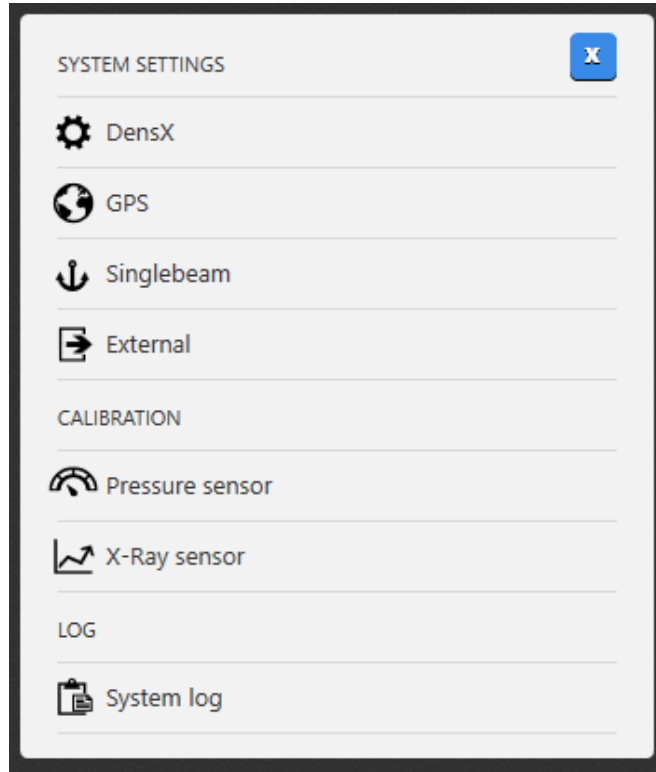 SYSTEM SETTINGS
x
DensX
GPS
Singlebeam
External
CALIBRATION
Pressure sensor
X-Ray sensor
LOG
System log